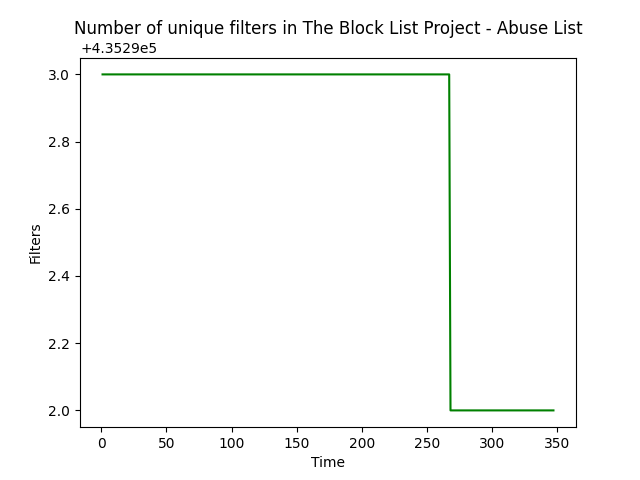 Number of unique filters in The Block List Project - Abuse List
+4.3529e5
3.0
2.8
2.6
2.4
2.2
2.0
Filters
0 50 100 150 200 250 300 350
Time